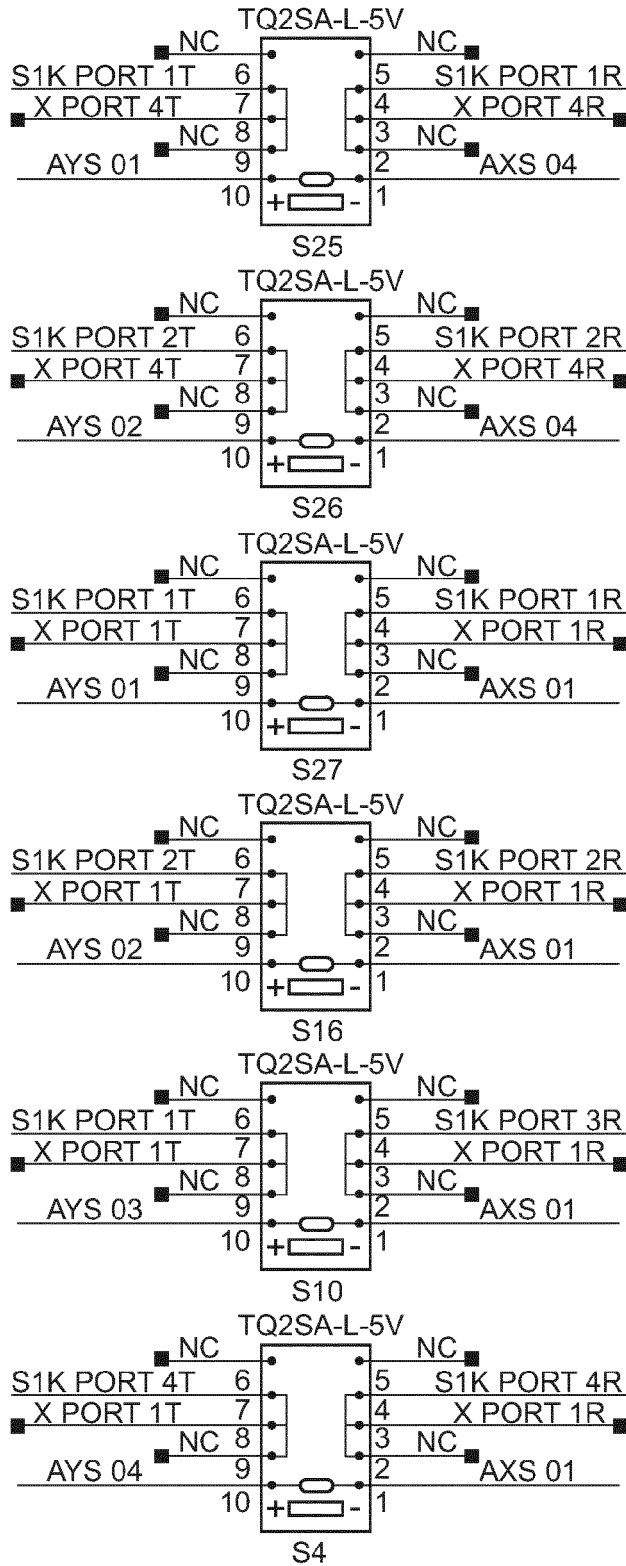 TQ2SA-L-5V
NC NC
S1K PORT 1T 6 5 S1K PORT 1R
X PORT 4T 7 4 X PORT 4R
NC 8 3 NC
AYS 01 9 2 AXS 04
10 + - 1
S25
TQ2SA-L-5V
NC NC
S1K PORT 2T 6 5 S1K PORT 2R
X PORT 4T 7 4 X PORT 4R
NC 8 3 NC
AYS 02 9 2 AXS 04
10 + - 1
S26
TQ2SA-L-5V
NC NC
S1K PORT 1T 6 5 S1K PORT 1R
X PORT 1T 7 4 X PORT 1R
NC 8 3 NC
AYS 01 9 2 AXS 01
10 + - 1
S27
TQ2SA-L-5V
NC NC
S1K PORT 2T 6 5 S1K PORT 2R
X PORT 1T 7 4 X PORT 1R
NC 8 3 NC
AYS 02 9 2 AXS 01
10 + - 1
S16
TQ2SA-L-5V
NC NC
S1K PORT 1T 6 5 S1K PORT 3R
X PORT 1T 7 4 X PORT 1R
NC 8 3 NC
AYS 03 9 2 AXS 01
10 + - 1
S10
TQ2SA-L-5V
NC NC
S1K PORT 4T 6 5 S1K PORT 4R
X PORT 1T 7 4 X PORT 1R
NC 8 3 NC
AYS 04 9 2 AXS 01
10 + - 1
S4